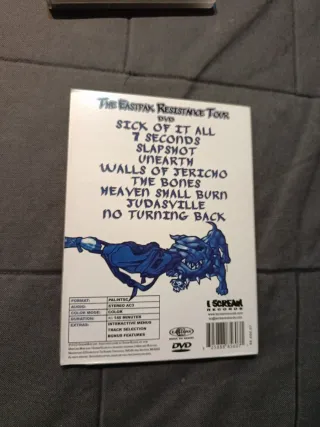 The Eastpak Resistance Tour
DVD
Sick of it all
7 Seconds
Slapshot
Unearth
Walls of Jericho
The Bones
Heaven Shall Burn
Judasville
No Turning Back
FORMAT: PAL/NTSC
AUDIO: STEREO AC3
COLOR MODE: COLOR
DURATION: 150 MINUTES
EXTRAS: INTERACTIVE MENUS
TRACK SELECTION
BONUS FEATURES
I SCREAM
RECORDS
DVD